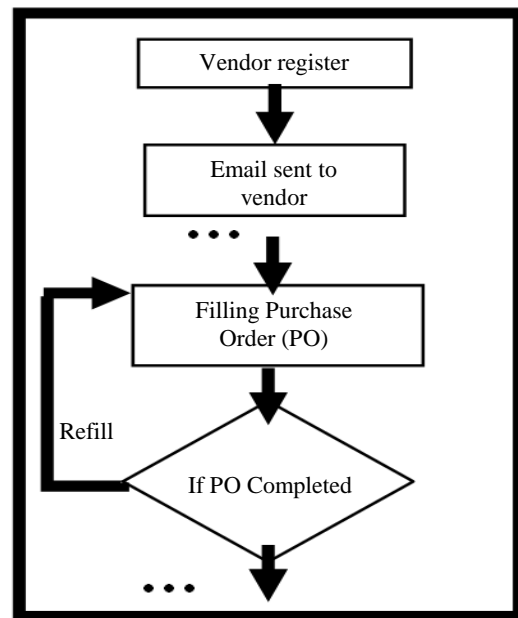 Vendor register
Email sent to
vendor
...
Filling Purchase
Order (PO)
Refill
If PO Completed
...